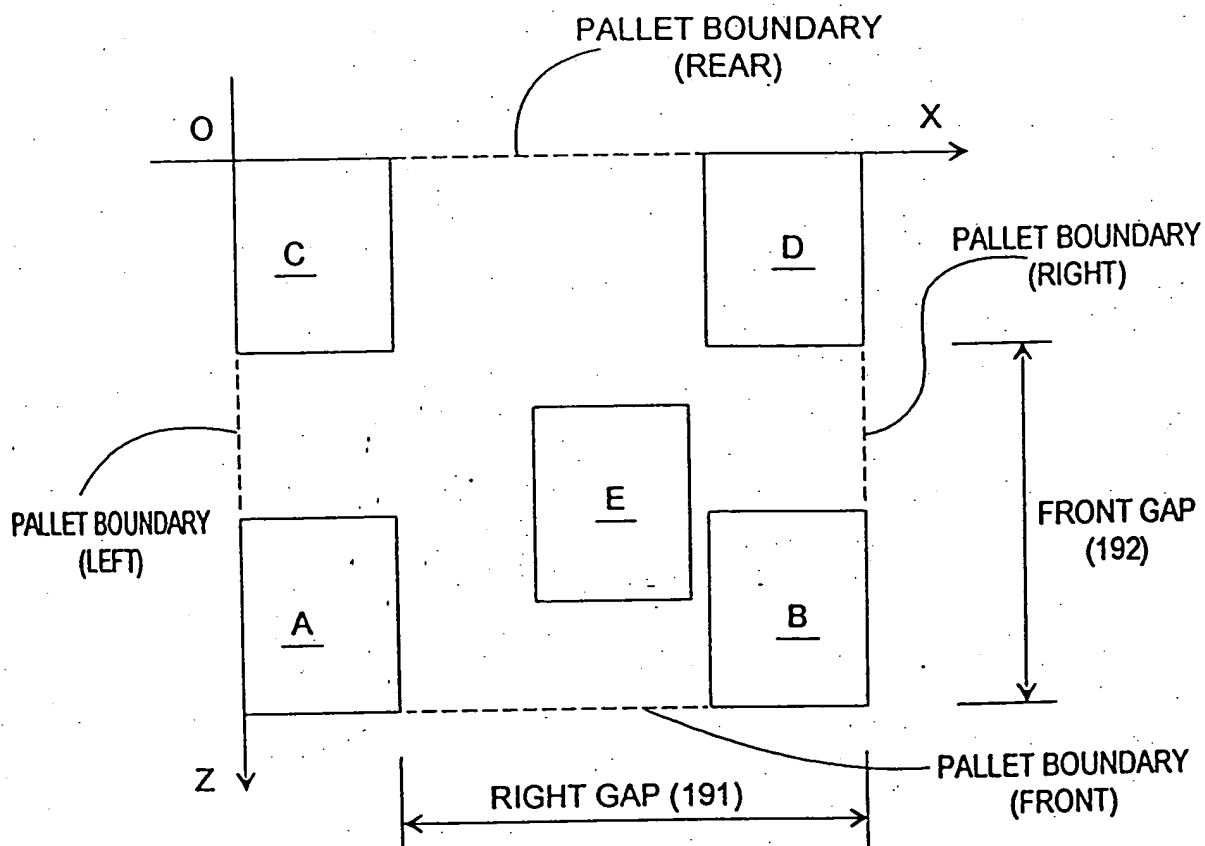 PALLET BOUNDARY
(REAR)
O
X
C
D
PALLET BOUNDARY
(RIGHT)
E
FRONT GAP
(192)
PALLET BOUNDARY
(LEFT)
A
B
Z
RIGHT GAP (191)
PALLET BOUNDARY
(FRONT)